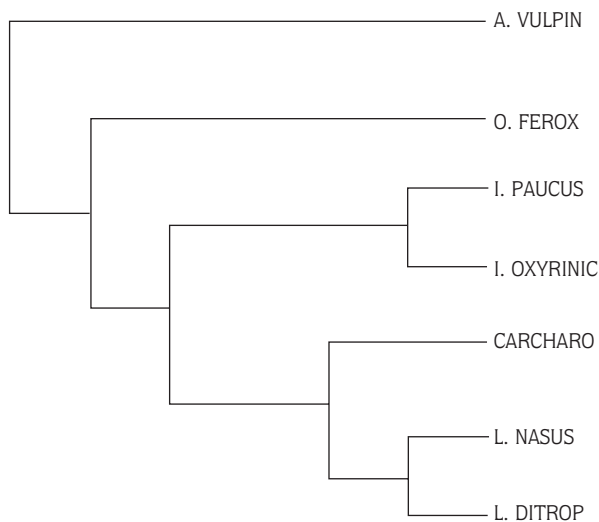 A. VULPIN
O. FEROX
I. PAUCUS
I. OXYRINIC
CARCHARO
L. NASUS
L. DITROP